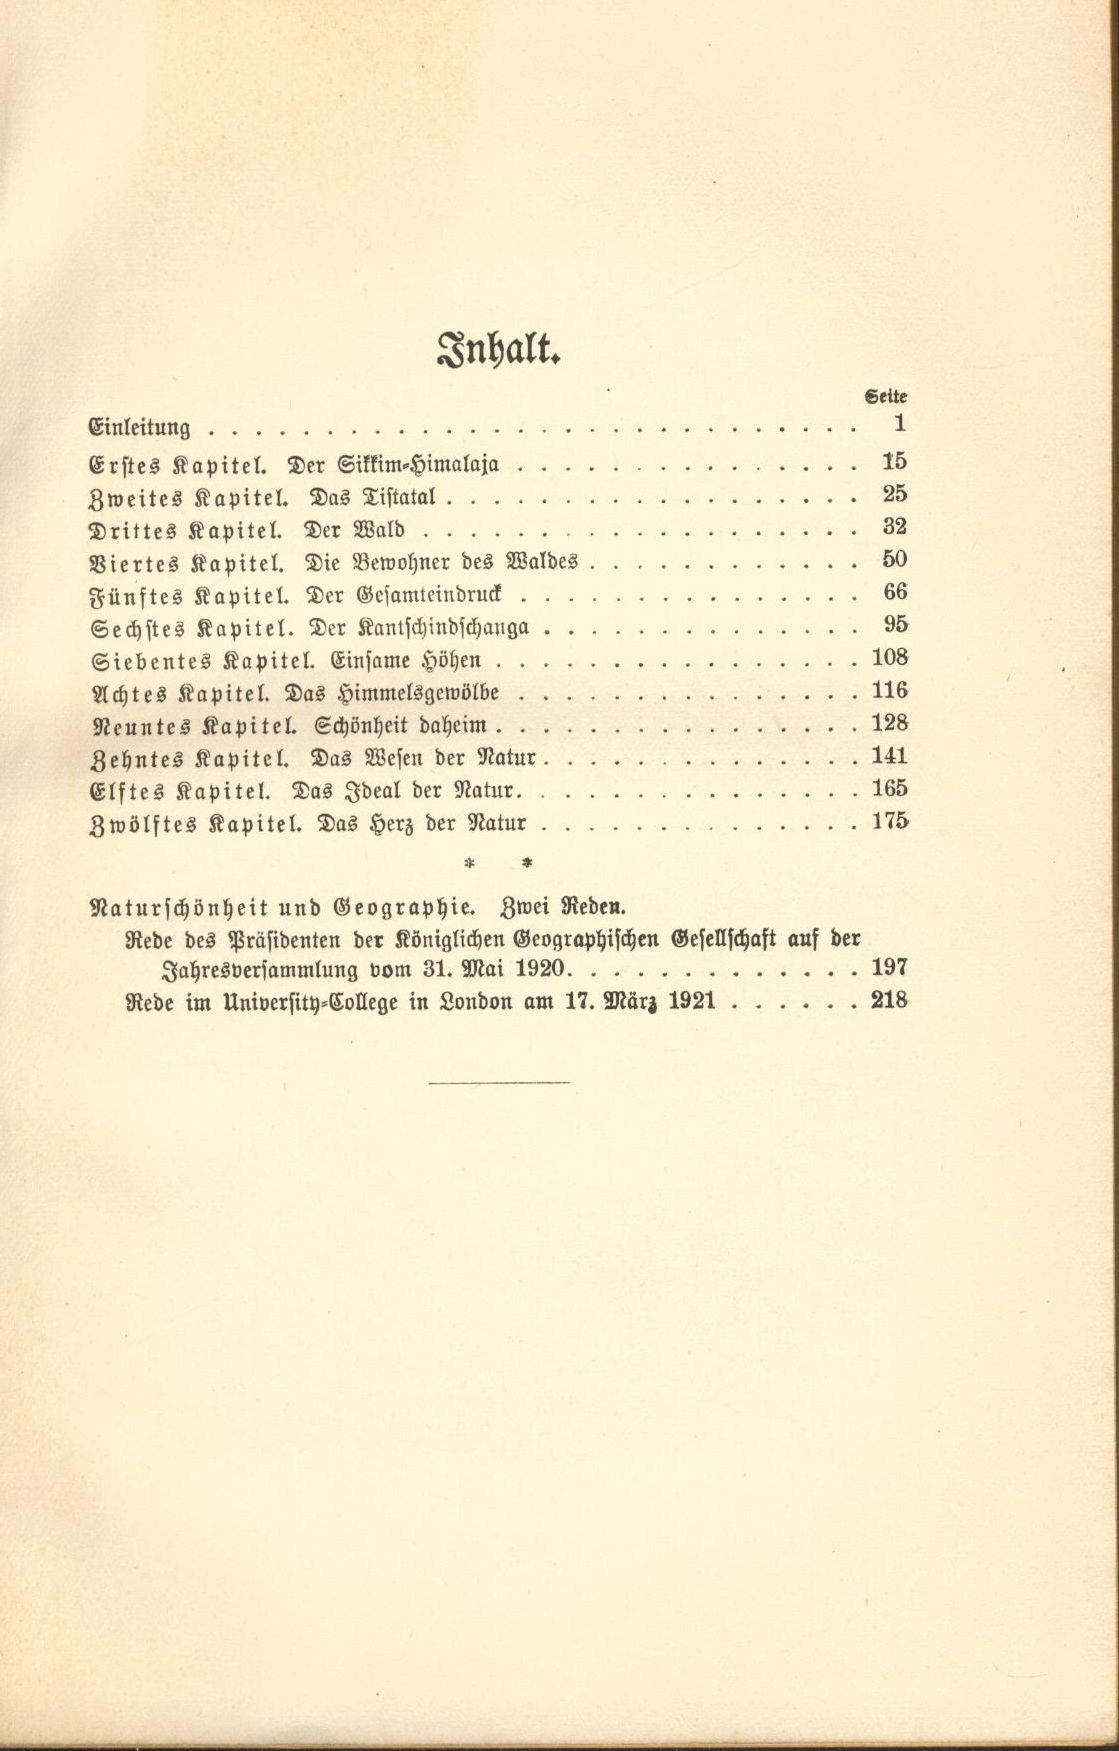 Inhalt.
Seite
Einleitung . . . . . . . . . . . . . . . . . . . . . . . . . . . . 1
Erstes Kapitel. Der Sikkim-Himalaja . . . . . . . . . . . . . . . 15
Zweites Kapitel. Das Tistatal . . . . . . . . . . . . . . . . . . 25
Drittes Kapitel. Der Wald . . . . . . . . . . . . . . . . . . . 32
Viertes Kapitel. Die Bewohner des Waldes . . . . . . . . . . . . 50
Fünftes Kapitel. Der Gesamteindruck . . . . . . . . . . . . . . . 66
Sechstes Kapitel. Der Kantschindschanga . . . . . . . . . . . . . . 95
Siebentes Kapitel. Einsame Höhen . . . . . . . . . . . . . . . . 108
Achtes Kapitel. Das Himmelsgewölbe . . . . . . . . . . . . . . . 116
Neuntes Kapitel. Schönheit daheim . . . . . . . . . . . . . . . . 128
Zehntes Kapitel. Das Wesen der Natur . . . . . . . . . . . . . . 141
Elftes Kapitel. Das Ideal der Natur . . . . . . . . . . . . . . . 165
Zwölftes Kapitel. Das Herz der Natur . . . . . . . . . . . . . . 175
* *
Naturschönheit und Geographie. Zwei Reden.
Rede des Präsidenten der Königlichen Geographischen Gesellschaft auf der
Jahresversammlung vom 31. Mai 1920 . . . . . . . . . . . . . 197
Rede im University-College in London am 17. März 1921 . . . . . . 218